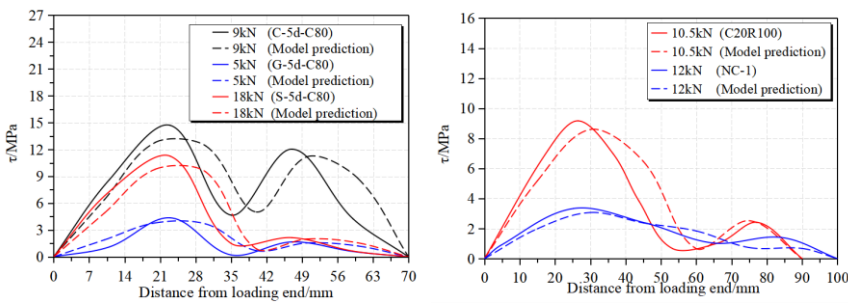 27
24
21
18
15
12
9
6
3
0
τ/MPa
9kN (C-5d-C80)
9kN (Model prediction)
5kN (G-5d-C80)
5kN (Model prediction)
18kN (S-5d-C80)
18kN (Model prediction)
0 7 14 21 28 35 42 49 56 63 70
Distance from loading end/mm
16
14
12
10
8
6
4
2
0
τ/MPa
10.5kN (C20R100)
10.5kN (Model prediction)
12kN (NC-1)
12kN (Model prediction)
0 10 20 30 40 50 60 70 80 90 100
Distance from loading end/mm